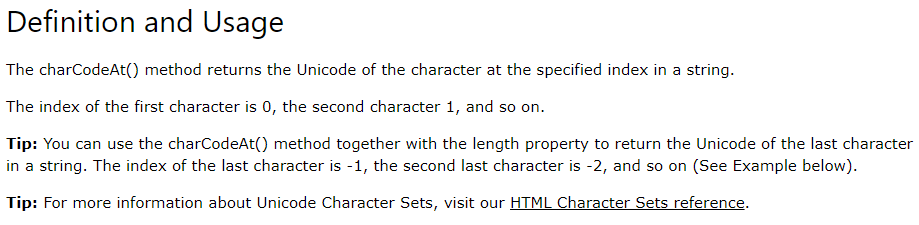 Definition and Usage
The charCodeAt() method returns the Unicode of the character at the specified index in a string.
The index of the first character is 0, the second character 1, and so on.
Tip: You can use the charCodeAt() method together with the length property to return the Unicode of the last character
in a string. The index of the last character is -1, the second last character is -2, and so on (See Example below).
Tip: For more information about Unicode Character Sets, visit our HTML Character Sets reference.